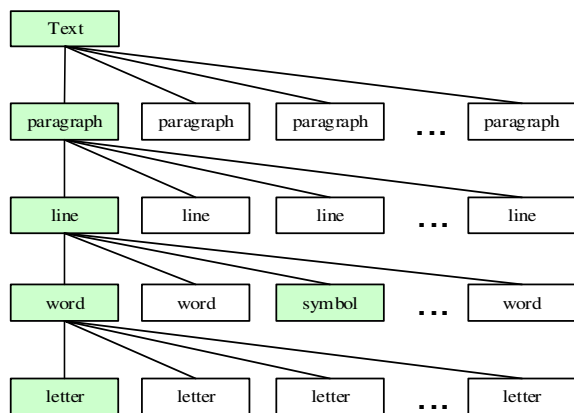 Text
paragraph paragraph paragraph ... paragraph
line line line ... line
word word symbol ... word
letter letter letter ... letter